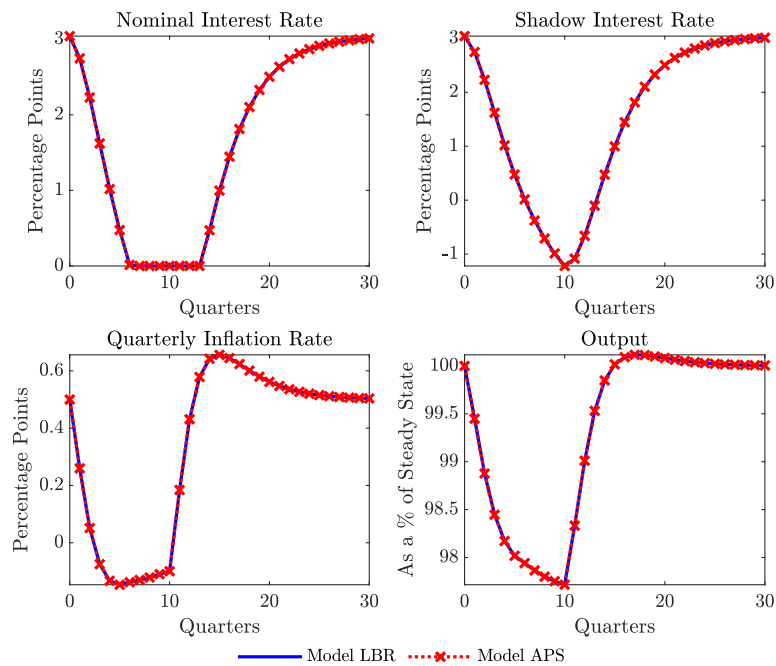 Nominal Interest Rate
Percentage Points
3
2
1
0
0 10 20 30
Quarters
Shadow Interest Rate
Percentage Points
3
2
1
0
-1
0 10 20 30
Quarters
Quarterly Inflation Rate
Percentage Points
0.6
0.4
0.2
0
0 10 20 30
Quarters
Output
As a % of Steady State
100
99.5
99
98.5
98
0 10 20 30
Quarters
Model LBR Model APS